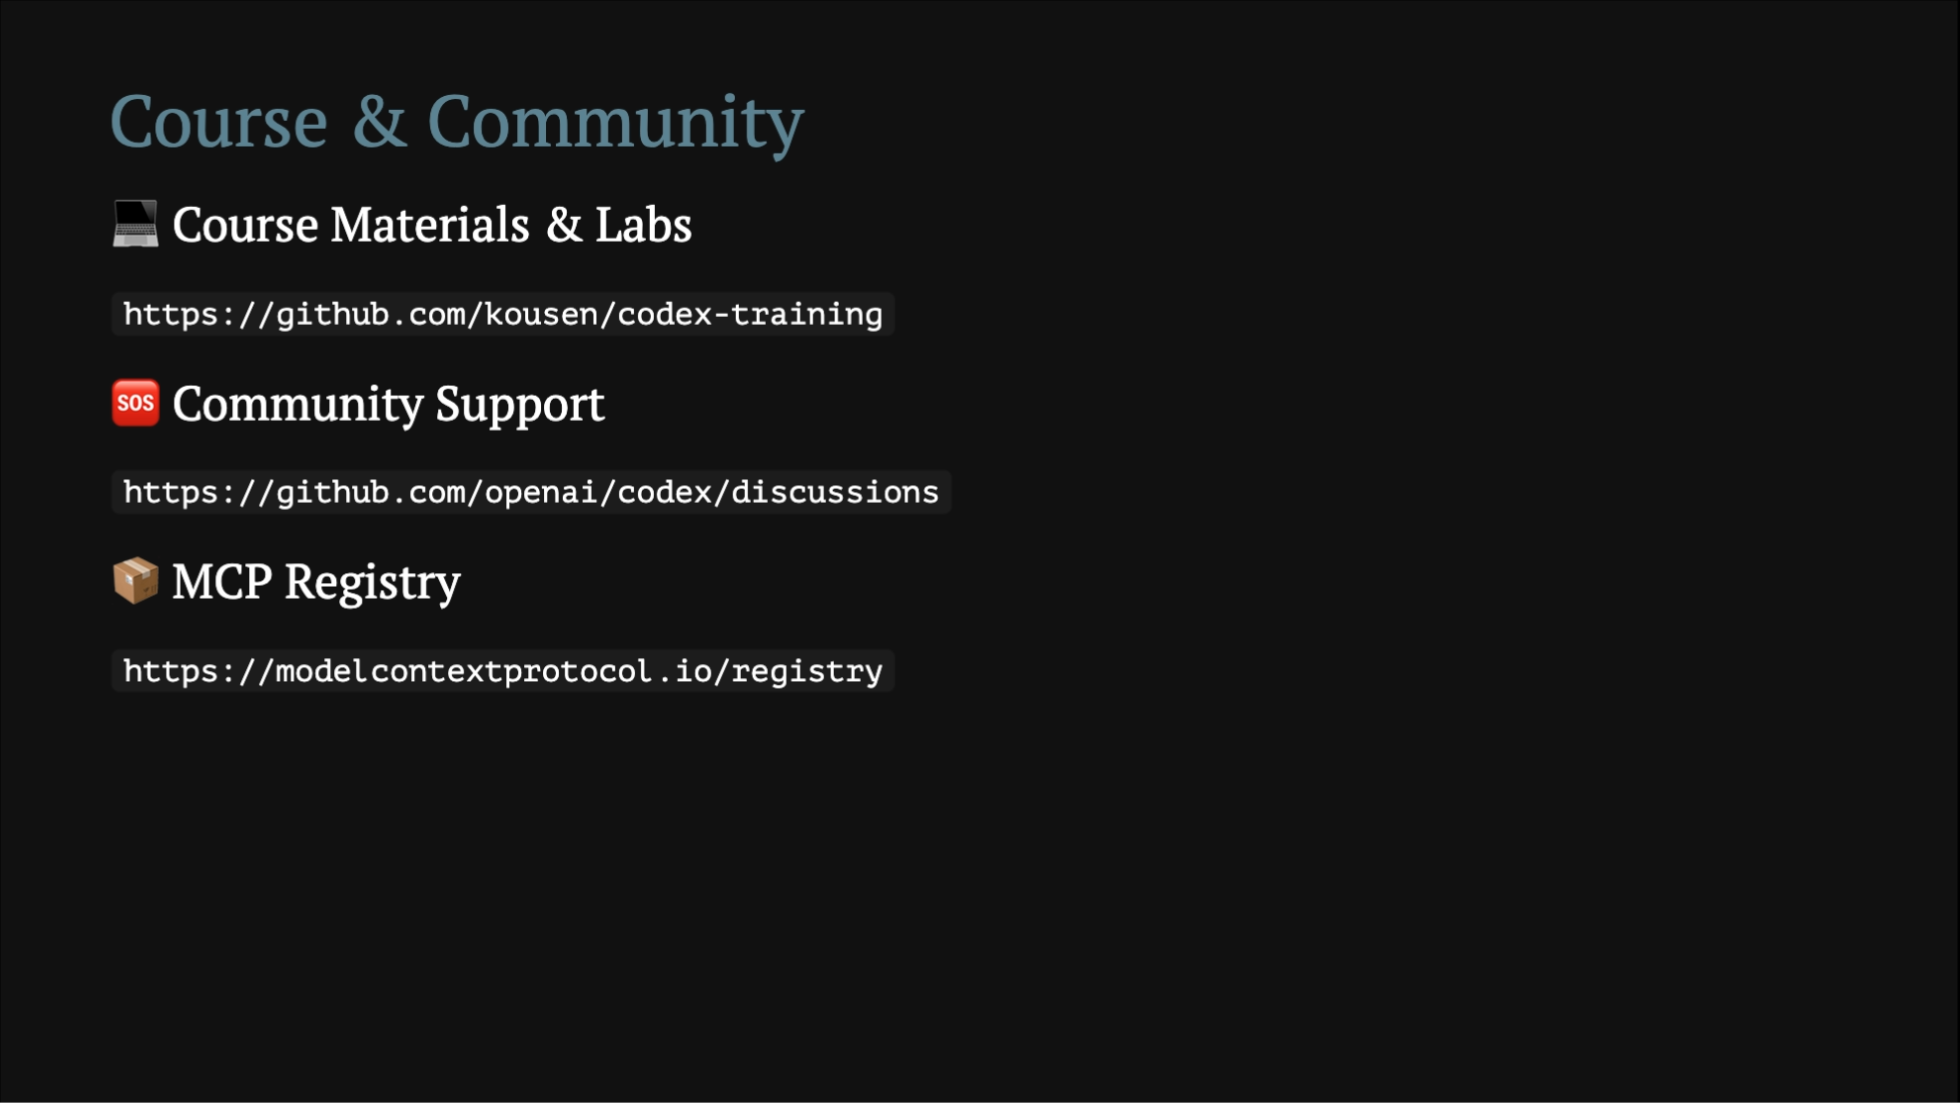 Course & Community
💻 Course Materials & Labs
https://github.com/kousen/codex-training
🆘 Community Support
https://github.com/openai/codex/discussions
📦 MCP Registry
https://modelcontextprotocol.io/registry